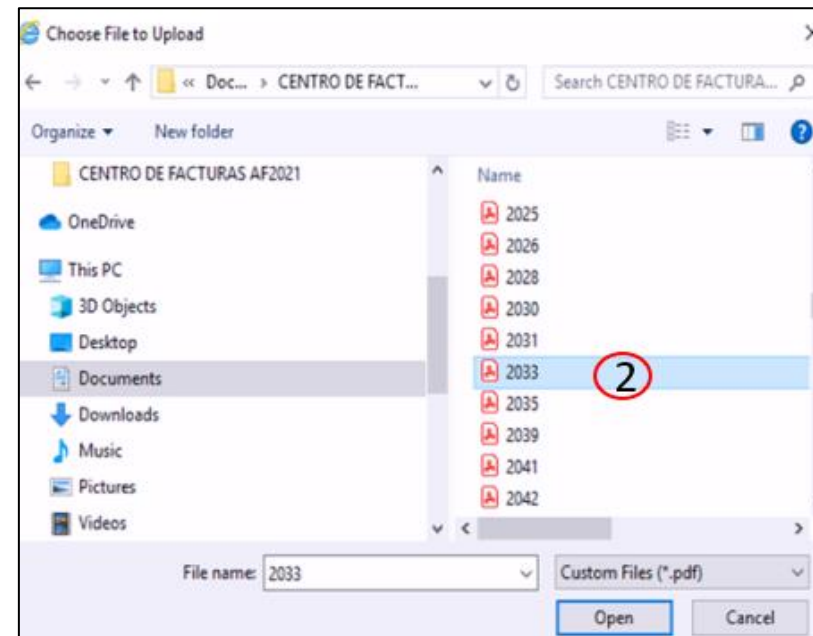 Choose File to Upload
« Doc... › CENTRO DE FACT...
Search CENTRO DE FACTURA...
Organize
New folder
CENTRO DE FACTURAS AF2021
OneDrive
This PC
3D Objects
Desktop
Documents
Downloads
Music
Pictures
Videos
Name
2025
2026
2028
2030
2031
2033
2
2035
2039
2041
2042
File name: 2033
Custom Files (*.pdf)
Open
Cancel